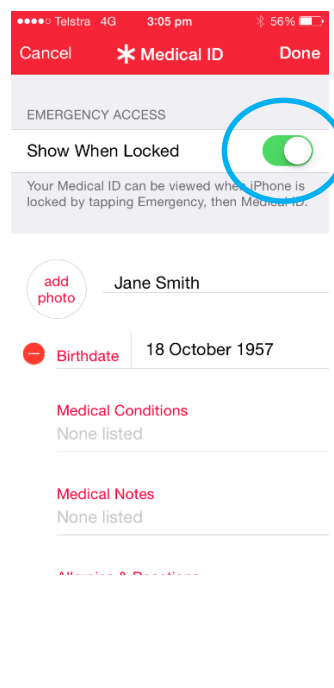 Telstra 4G 3:05 pm 56%
Cancel Medical ID Done
EMERGENCY ACCESS
Show When Locked
Your Medical ID can be viewed when iPhone is
locked by tapping Emergency, then Medical ID.
add
photo
Jane Smith
Birthdate 18 October 1957
Medical Conditions
None listed
Medical Notes
None listed
Allergies & Reactions